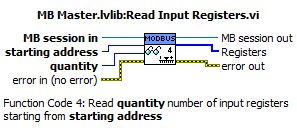 MB Master.lvlib:Read Input Registers.vi
MB session in
starting address
quantity
error in (no error)
MODBUS
4
MB session out
Registers
error out
Function Code 4: Read quantity number of input registers
starting from starting address